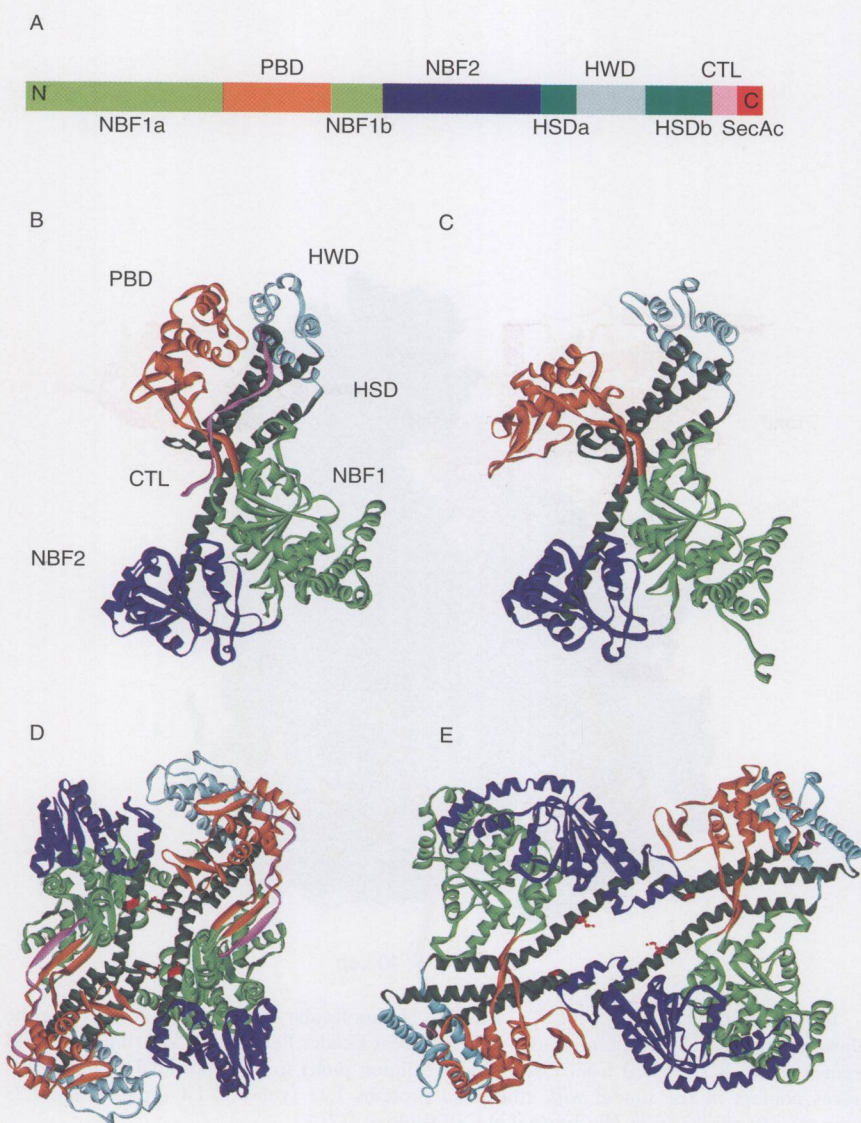 A
PBD NBF2 HWD CTL
N C
NBF1a NBF1b HSDa HSDb SecAc
B
C
HWD
PBD
HSD
CTL
NBF1
NBF2
D
E